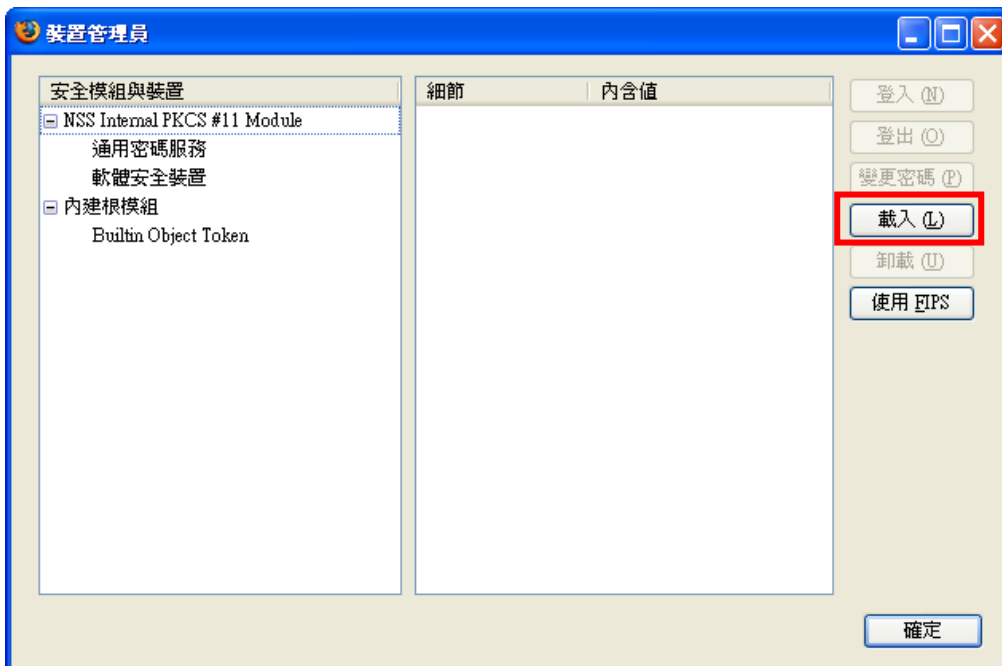 裝置管理員
安全模組與裝置
NSS Internal PKCS #11 Module
通用密碼服務
軟體安全裝置
內建根模組
Builtin Object Token
細節 內含值
登入 (N)
登出 (O)
變更密碼 (P)
載入 (L)
卸載 (U)
使用 FIPS
確定